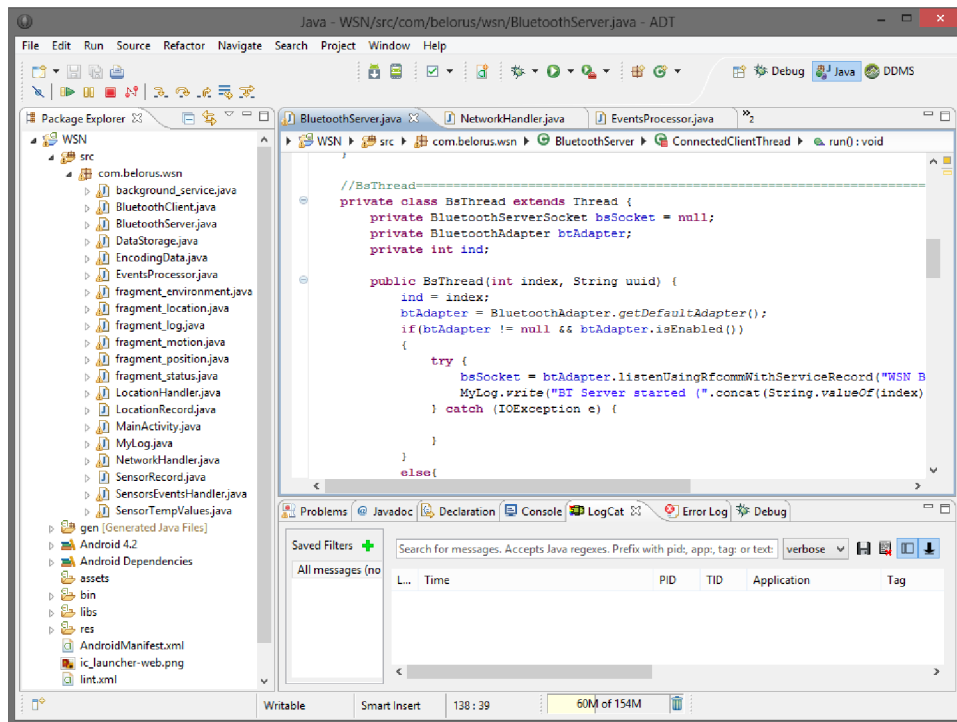 Java - WSN/src/com/belorus/wsn/BluetoothServer.java - ADT
File Edit Run Source Refactor Navigate Search Project Window Help
Debug Java DDMS
Package Explorer
WSN
src
com.belorus.wsn
background_service.java
BluetoothClient.java
BluetoothServer.java
DataStorage.java
EncodingData.java
EventsProcessor.java
fragment_environment.java
fragment_location.java
fragment_log.java
fragment_motion.java
fragment_position.java
fragment_status.java
LocationHandler.java
LocationRecord.java
MainActivity.java
MyLog.java
NetworkHandler.java
SensorRecord.java
SensorsEventsHandler.java
SensorTempValues.java
gen [Generated Java Files]
Android 4.2
Android Dependencies
assets
bin
libs
res
AndroidManifest.xml
ic_launcher-web.png
lint.xml
BluetoothServer.java NetworkHandler.java EventsProcessor.java »2
WSN src com.belorus.wsn BluetoothServer ConnectedClientThread run() : void
}
//BsThread====================================================================
private class BsThread extends Thread {
private BluetoothServerSocket bsSocket = null;
private BluetoothAdapter btAdapter;
private int ind;
public BsThread(int index, String uuid) {
ind = index;
btAdapter = BluetoothAdapter.getDefaultAdapter();
if(btAdapter != null && btAdapter.isEnabled())
{
try {
bsSocket = btAdapter.listenUsingRfcommWithServiceRecord("WSN B
MyLog.write("BT Server started (".concat(String.valueOf(index)
} catch (IOException e) {
}
}
else{
Problems @ Javadoc Declaration Console LogCat Error Log Debug
Saved Filters
All messages (no
Search for messages. Accepts Java regexes. Prefix with pid:, app:, tag: or text: verbose
L... Time PID TID Application Tag
Writable Smart Insert 138 : 39 60M of 154M